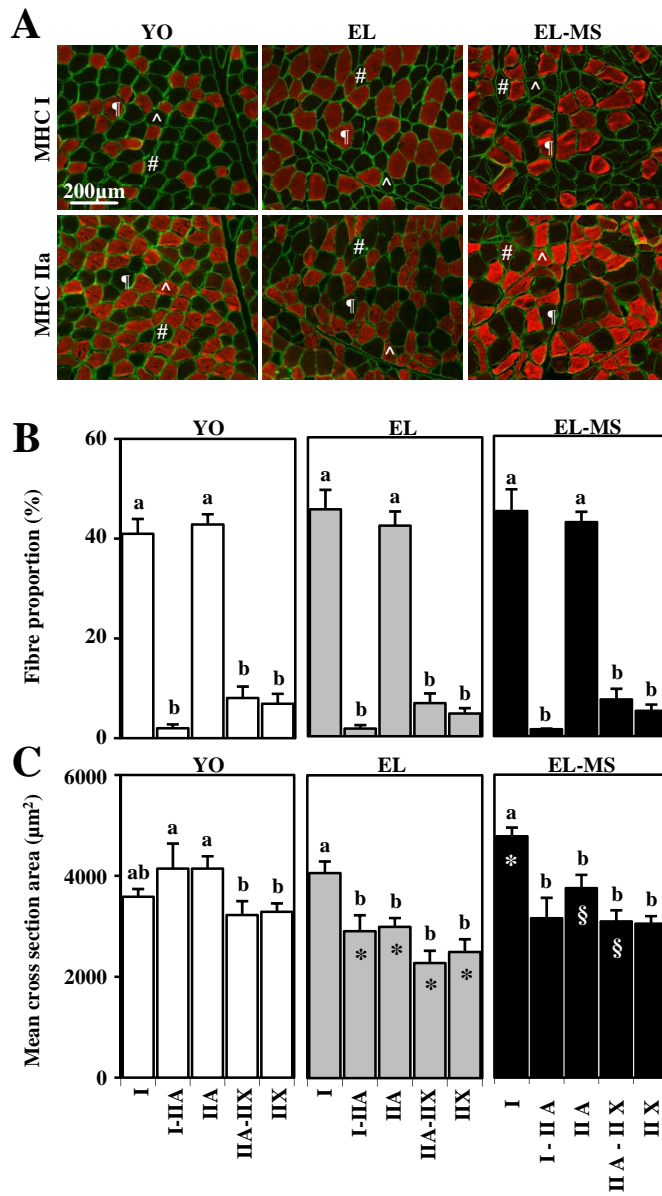 A
YO EL EL-MS
MHC I
¶ ^ # # ¶ ^ # ^ ¶
200µm
MHC IIa
¶ ^ # # ¶ ^ # ^ ¶
B
YO EL EL-MS
Fibre proportion (%)
60
40
20
0
a b a b b
a b a b b
a b a b b
C
YO EL EL-MS
Mean cross section area (µm²)
6000
4000
2000
0
ab a a b b
a b b b b
* * * *
a b b b b
* § §
I I-IIA IIA IIA-IIX IIX
I I-IIA IIA IIA-IIX IIX
I I - II A II A II A - II X II X